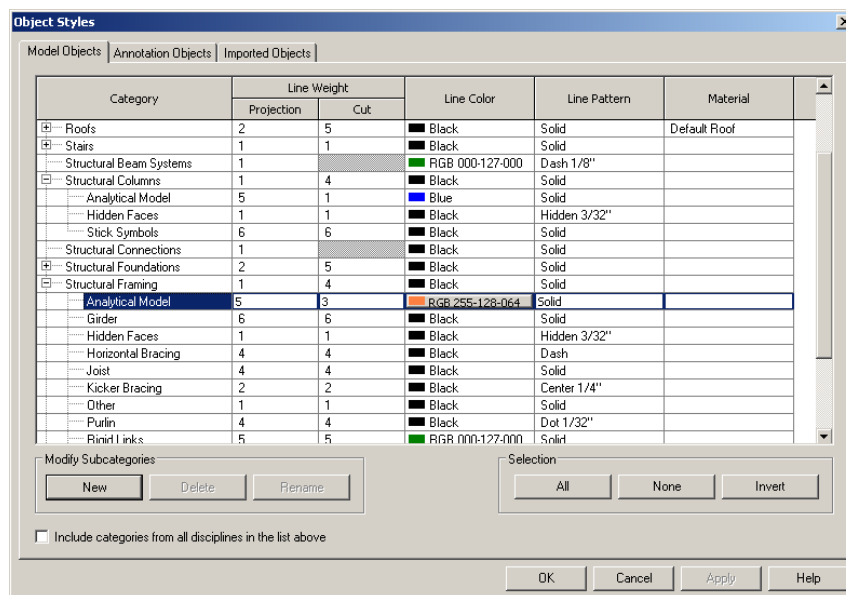 Object Styles
Model Objects Annotation Objects Imported Objects
Category Line Weight Line Color Line Pattern Material
Projection Cut
Roofs 2 5 Black Solid Default Roof
Stairs 1 1 Black Solid
Structural Beam Systems 1 RGB 000-127-000 Dash 1/8"
Structural Columns 1 4 Black Solid
Analytical Model 5 1 Blue Solid
Hidden Faces 1 1 Black Hidden 3/32"
Stick Symbols 6 6 Black Solid
Structural Connections 1 Black Solid
Structural Foundations 2 5 Black Solid
Structural Framing 1 4 Black Solid
Analytical Model 5 3 RGB 255-128-064 Solid
Girder 6 6 Black Solid
Hidden Faces 1 1 Black Hidden 3/32"
Horizontal Bracing 4 4 Black Dash
Joist 4 4 Black Solid
Kicker Bracing 2 2 Black Center 1/4"
Other 1 1 Black Solid
Purlin 4 4 Black Dot 1/32"
Rigid Links 5 5 RGB 000-127-000 Solid
Modify Subcategories Selection
New Delete Rename All None Invert
Include categories from all disciplines in the list above
OK Cancel Apply Help